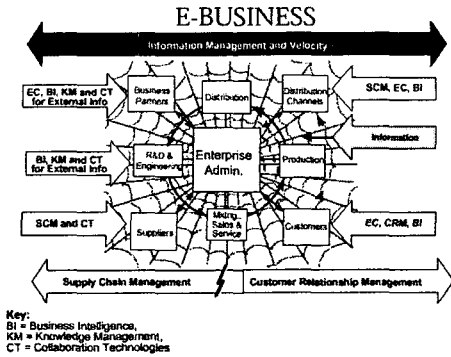 E-BUSINESS
Information Management and Velocity
EC, BI, KM and CT
for External Info
Business
Partners
Distribution
Distribution
Channels
SCM, EC, BI
Information
BI, KM and CT
for External Info
R&D &
Engineering
Enterprise
Admin.
Production
SCM and CT
Suppliers
Mktng,
Sales &
Service
Customers
EC, CRM, BI
Supply Chain Management
Customer Relationship Management
Key:
BI = Business Intelligence,
KM = Knowledge Management,
CT = Collaboration Technologies